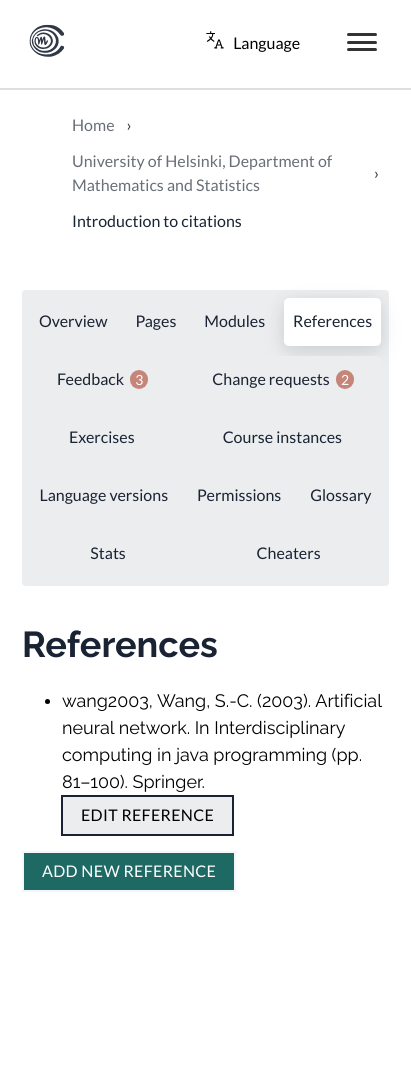 Language
Home ›
University of Helsinki, Department of
Mathematics and Statistics ›
Introduction to citations
Overview Pages Modules References
Feedback 3 Change requests 2
Exercises Course instances
Language versions Permissions Glossary
Stats Cheaters
References
• wang2003, Wang, S.-C. (2003). Artificial
neural network. In Interdisciplinary
computing in java programming (pp.
81–100). Springer.
EDIT REFERENCE
ADD NEW REFERENCE